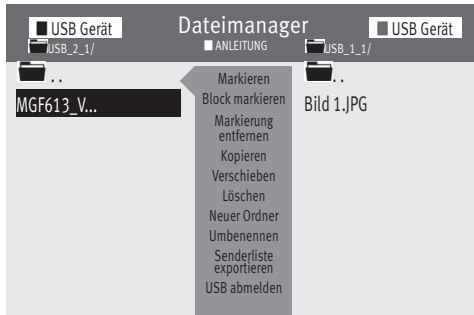 USB Gerät
Dateimanager
USB Gerät
USB_2_1/
ANLEITUNG
USB_1_1/
..
..
MGF613_V...
Bild 1.JPG
Markieren
Block markieren
Markierung
entfernen
Kopieren
Verschieben
Löschen
Neuer Ordner
Umbenennen
Senderliste
exportieren
USB abmelden